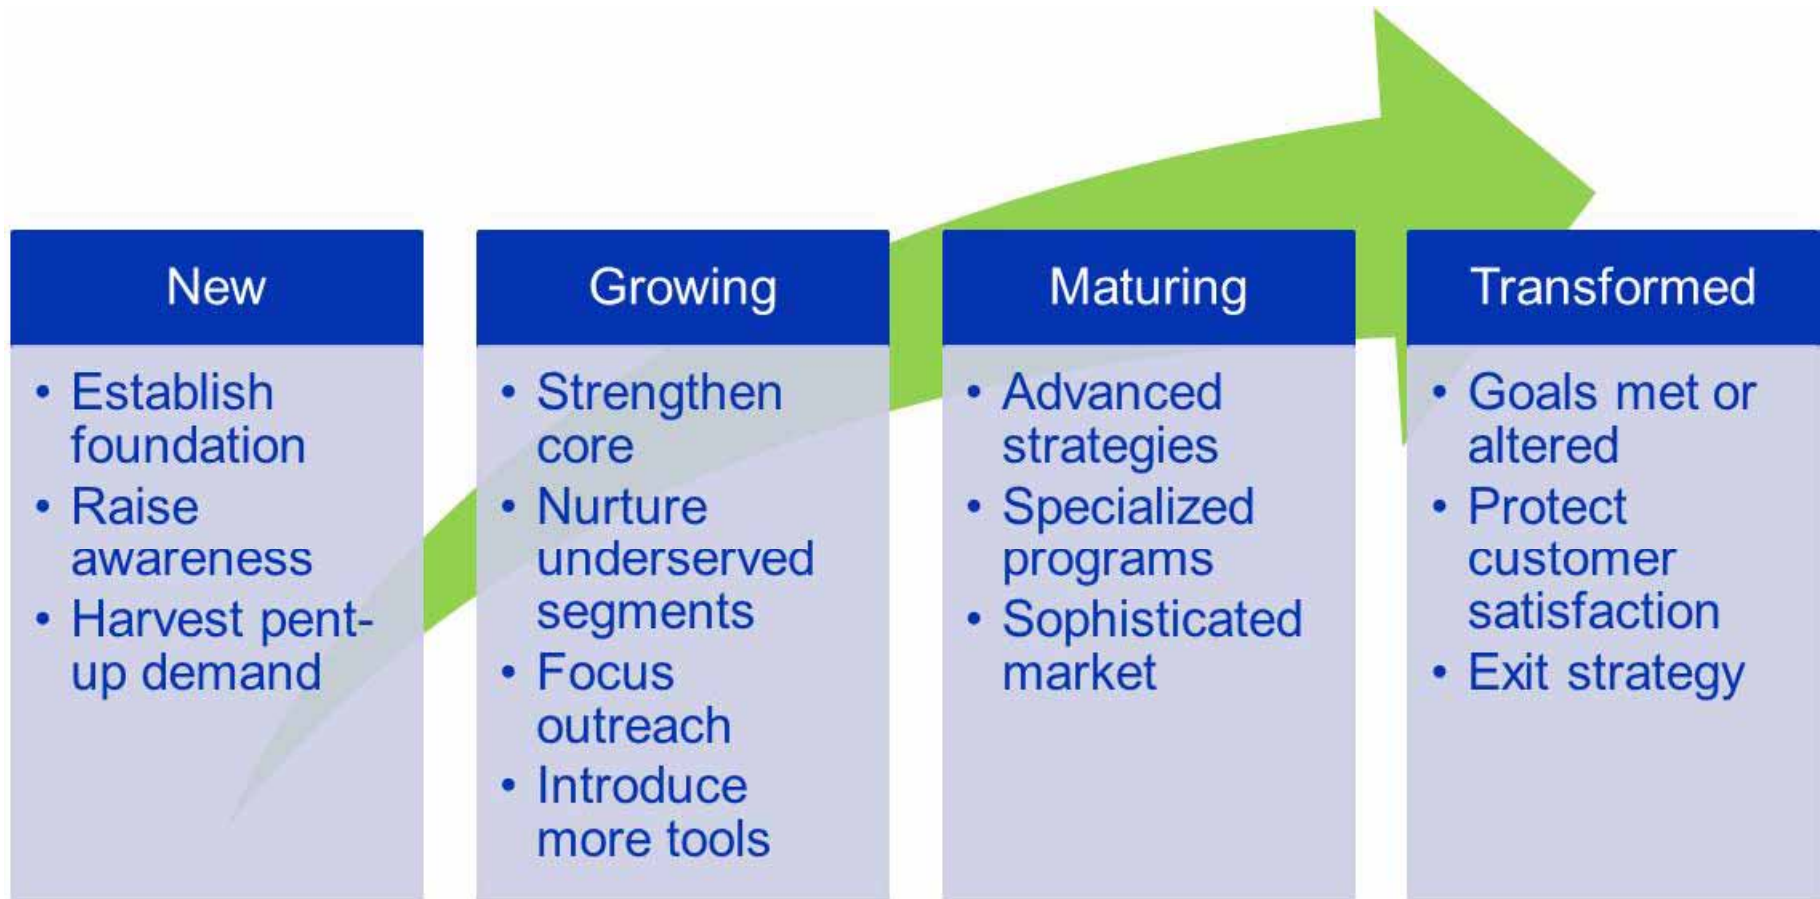 New
• Establish
foundation
• Raise
awareness
• Harvest pent-
up demand
Growing
• Strengthen
core
• Nurture
underserved
segments
• Focus
outreach
• Introduce
more tools
Maturing
• Advanced
strategies
• Specialized
programs
• Sophisticated
market
Transformed
• Goals met or
altered
• Protect
customer
satisfaction
• Exit strategy